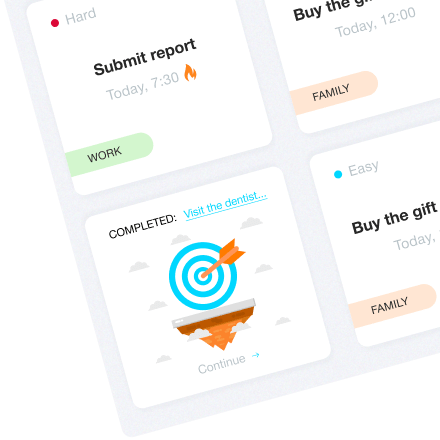 Hard
Submit report
Today, 7:30
WORK
Buy the
Today, 12:00
FAMILY
COMPLETED: Visit the dentist...
Continue →
Easy
Buy the gift
Today,
FAMILY